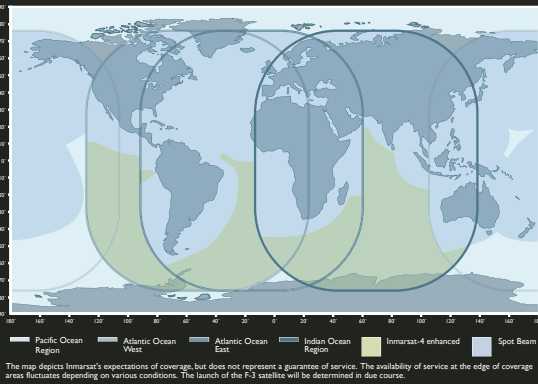 180° 160° 140° 120° 100° 80° 60° 40° 20° 0° 20° 40° 60° 80° 100° 120° 140° 160° 180
Pacific Ocean Region
Atlantic Ocean West
Atlantic Ocean East
Indian Ocean Region
Inmarsat-4 enhanced
Spot Beam
The map depicts Inmarsat's expectations of coverage, but does not represent a guarantee of service. The availability of service at the edge of coverage
areas fluctuates depending on various conditions. The launch of the F-3 satellite will be determined in due course.